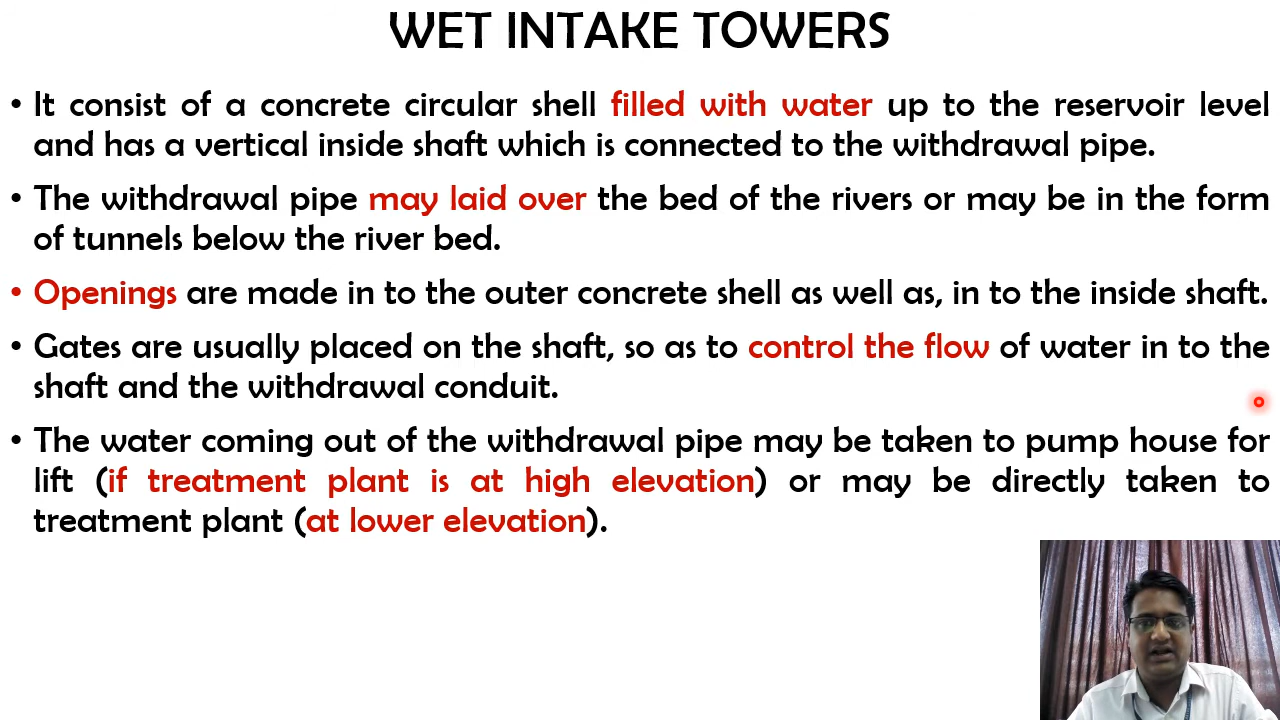 WET INTAKE TOWERS
• It consist of a concrete circular shell filled with water up to the reservoir level
and has a vertical inside shaft which is connected to the withdrawal pipe.
• The withdrawal pipe may laid over the bed of the rivers or may be in the form
of tunnels below the river bed.
• Openings are made in to the outer concrete shell as well as, in to the inside shaft.
• Gates are usually placed on the shaft, so as to control the flow of water in to the
shaft and the withdrawal conduit.
• The water coming out of the withdrawal pipe may be taken to pump house for
lift (if treatment plant is at high elevation) or may be directly taken to
treatment plant (at lower elevation).